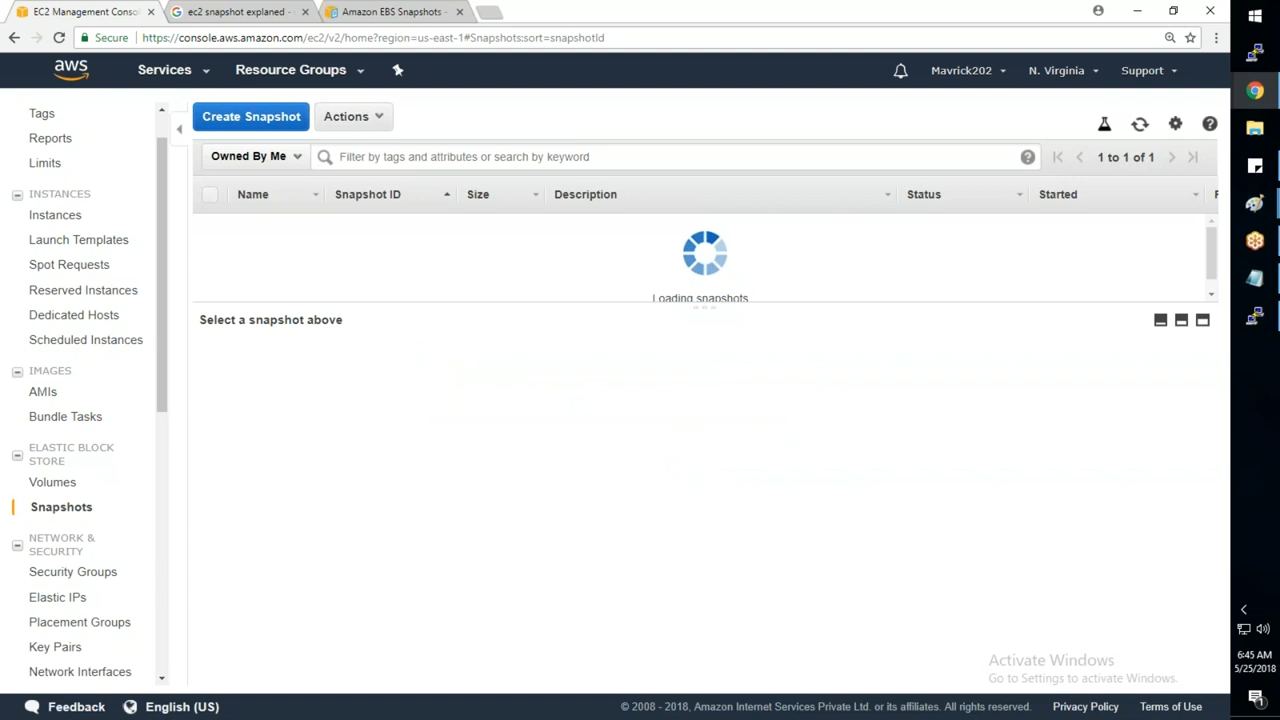 EC2 Management Conso
ec2 snapshot explaned -
Amazon EBS Snapshots -
Secure
https://console.aws.amazon.com/ec2/v2/home?region=us-east-1#Snapshots:sort=snapshotId
aws
Services
Resource Groups
Mavrick202
N. Virginia
Support
Tags
Reports
Limits
INSTANCES
Instances
Launch Templates
Spot Requests
Reserved Instances
Dedicated Hosts
Scheduled Instances
IMAGES
AMIs
Bundle Tasks
ELASTIC BLOCK
STORE
Volumes
Snapshots
NETWORK &
SECURITY
Security Groups
Elastic IPs
Placement Groups
Key Pairs
Network Interfaces
Create Snapshot
Actions
Owned By Me
Filter by tags and attributes or search by keyword
1 to 1 of 1
Name
Snapshot ID
Size
Description
Status
Started
Loading snapshots
Select a snapshot above
Activate Windows
Go to Settings to activate Windows.
6:45 AM
5/25/2018
Feedback
English (US)
© 2008 - 2018, Amazon Internet Services Private Ltd. or its affiliates. All rights reserved.
Privacy Policy
Terms of Use